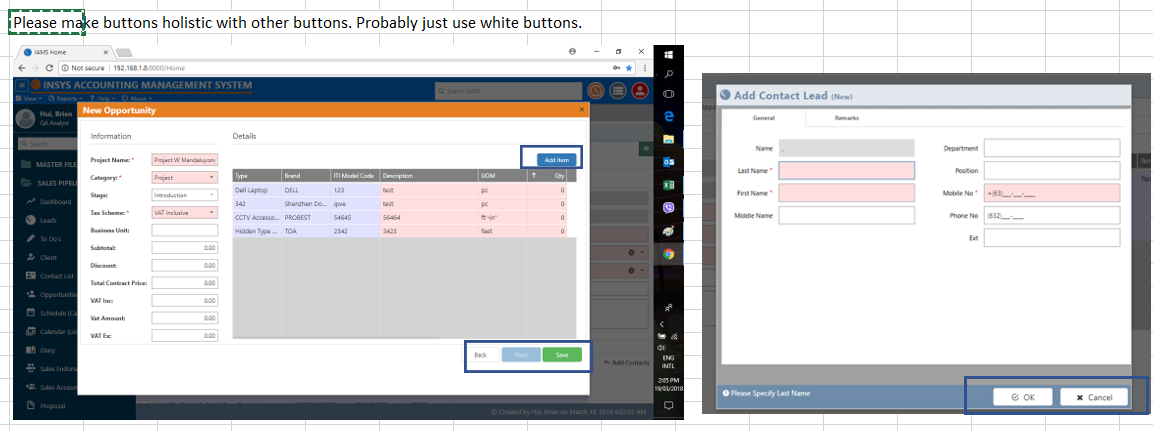 Please make buttons holistic with other buttons. Probably just use white buttons.
IAMS Home
Not secure | 192.168.1.8:8000/Home
INSYS ACCOUNTING MANAGEMENT SYSTEM
Search IAMS
View Reports ? Help About
Hui, Brien
QA Analyst
Search
MASTER FILE
SALES PIPEL
Dashboard
Leads
To Do's
Client
Contact List
Opportunitie
Schedule (Ca
Calendar (Lis
Diary
Sales Endors
Sales Accoun
Proposal
New Opportunity
Information
Project Name: * Project W Mandaluyon
Category: * Project
Stage: Introduction
Tax Scheme: * VAT Inclusive
Business Unit:
Subtotal: 0.00
Discount: 0.00
Total Contract Price: 0.00
VAT Inc: 0.00
Vat Amount: 0.00
VAT Ex: 0.00
Details
Add Item
Type Brand ITI Model Code Description UOM Qty
Dell Laptop DELL 123 test pc 0
342 Shenzhen Do... qwe test pc 0
CCTV Accesso... PROBEST 54645 56464 ft'-in" 0
Hidden Type ... TOA 2342 3423 feet 0
Back Next Save
Add Contacts
Created by Hui, Brien on March 19, 2018 9:52:52 AM
ENG
INTL
2:05 PM
19/03/2018
Add Contact Lead (New)
General Remarks
Name .
Last Name *
First Name *
Middle Name
Department
Position
Mobile No * +(63)___-___-____
Phone No (632)___-____
Ext
Please Specify Last Name
OK Cancel